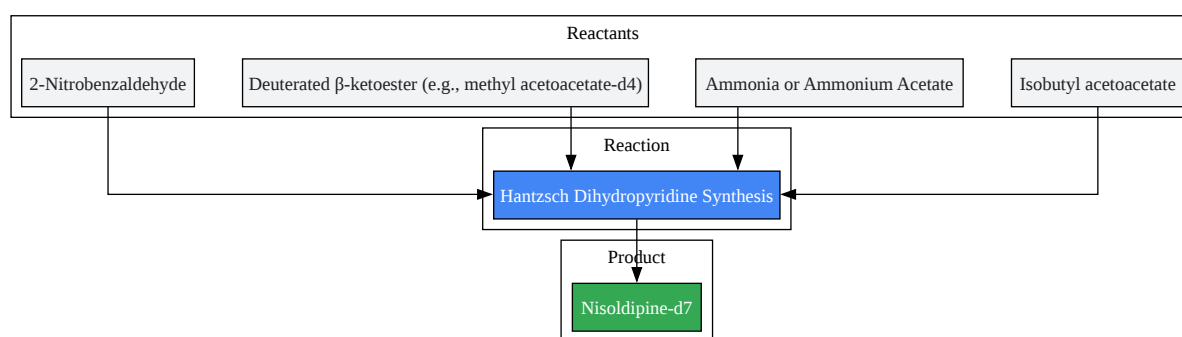 Reactants
2-Nitrobenzaldehyde
Deuterated β-ketoester (e.g., methyl acetoacetate-d4)
Ammonia or Ammonium Acetate
Isobutyl acetoacetate
Reaction
Hantzsch Dihydropyridine Synthesis
Product
Nisoldipine-d7